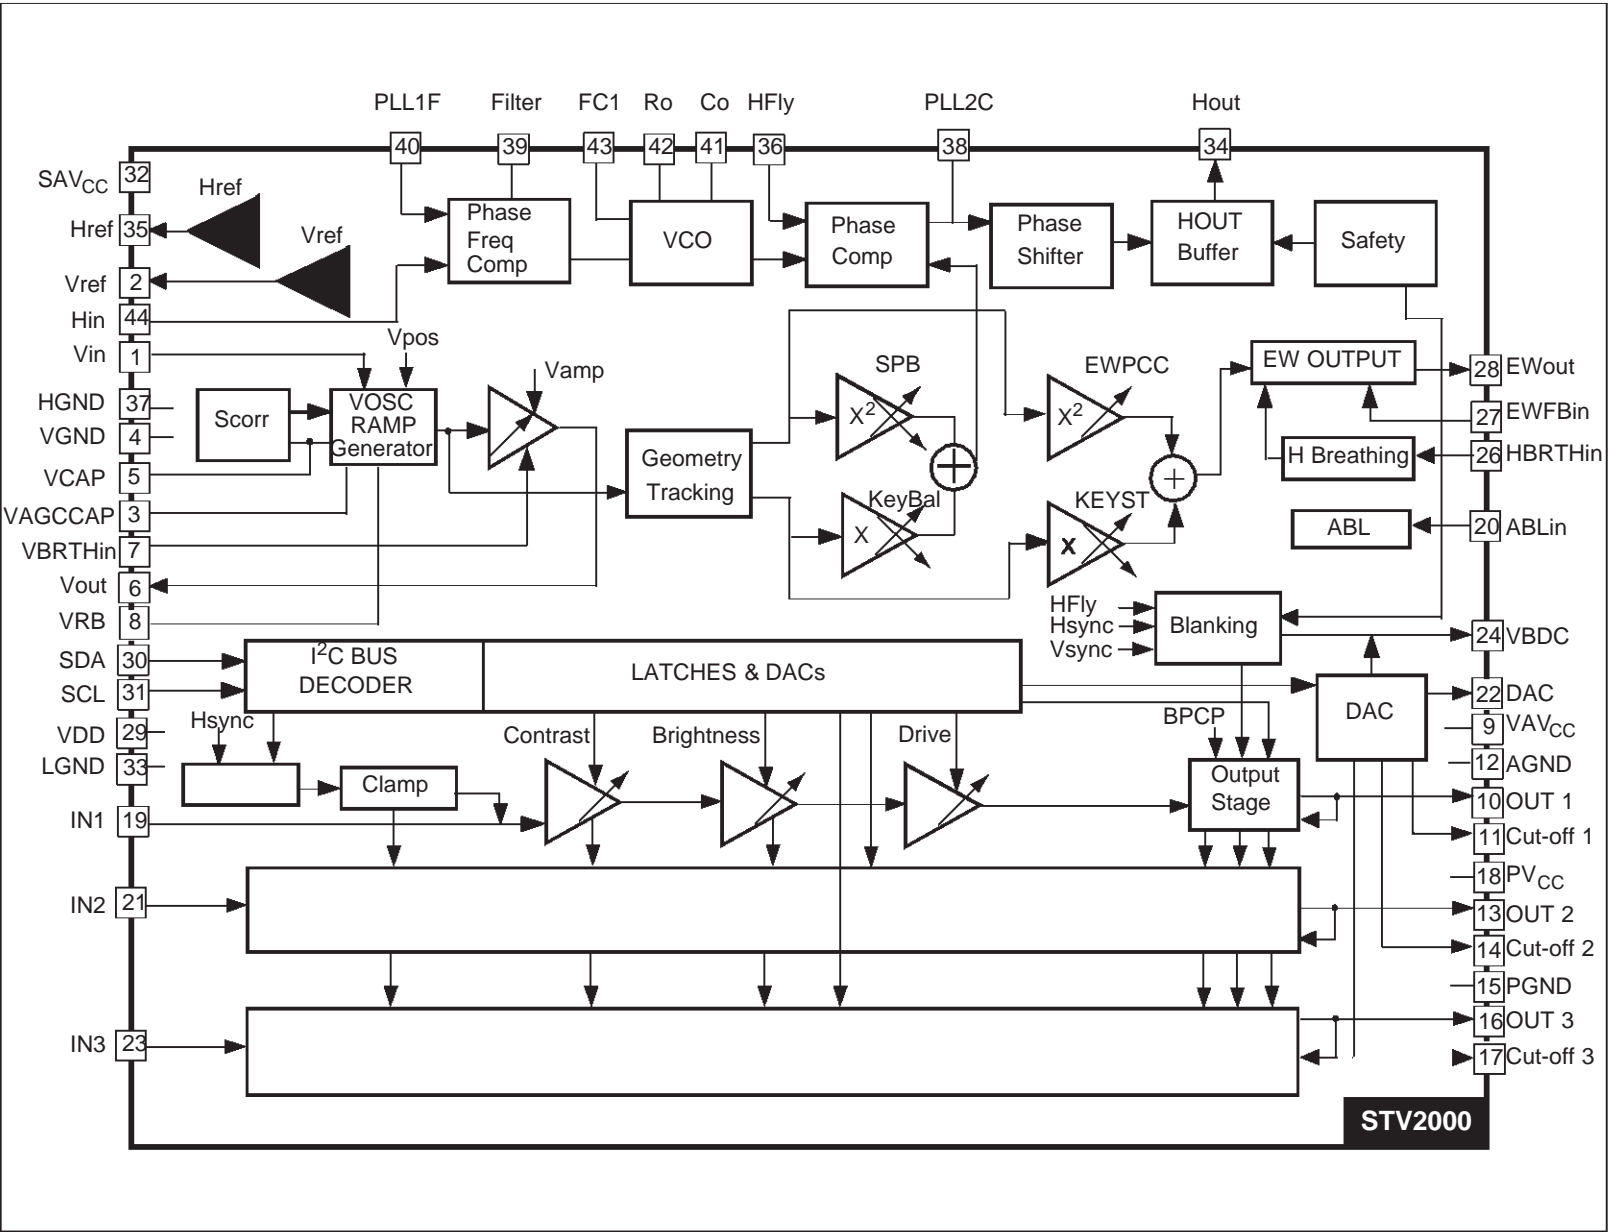 PLL1F Filter FC1 Ro Co HFly PLL2C Hout
40 39 43 42 41 36 38 34
SAVCC 32
Href
Href 35
Vref
Vref 2
Hin 44
Vin 1
Vpos
HGND 37
VGND 4
VCAP 5
VAGCCAP 3
VBRTHin 7
Vout 6
VRB 8
SDA 30
SCL 31
VDD 29
LGND 33
IN1 19
IN2 21
IN3 23
Phase
Freq
Comp
VCO
Phase
Comp
Phase
Shifter
HOUT
Buffer
Safety
Scorr
VOSC
RAMP
Generator
Vamp
Geometry
Tracking
SPB
X2
KeyBal
X
+
EWPCC
X2
KEYST
x
+
EW OUTPUT
H Breathing
ABL
28 EWout
27 EWFBin
26 HBRTHin
20 ABLin
HFly
Hsync
Vsync
Blanking
24 VBDC
I2C BUS
DECODER
LATCHES & DACs
DAC
22 DAC
9 VAVCC
12 AGND
10 OUT 1
11 Cut-off 1
18 PVCC
13 OUT 2
14 Cut-off 2
15 PGND
16 OUT 3
17 Cut-off 3
Hsync
Clamp
Contrast
Brightness
Drive
BPCP
Output
Stage
STV2000